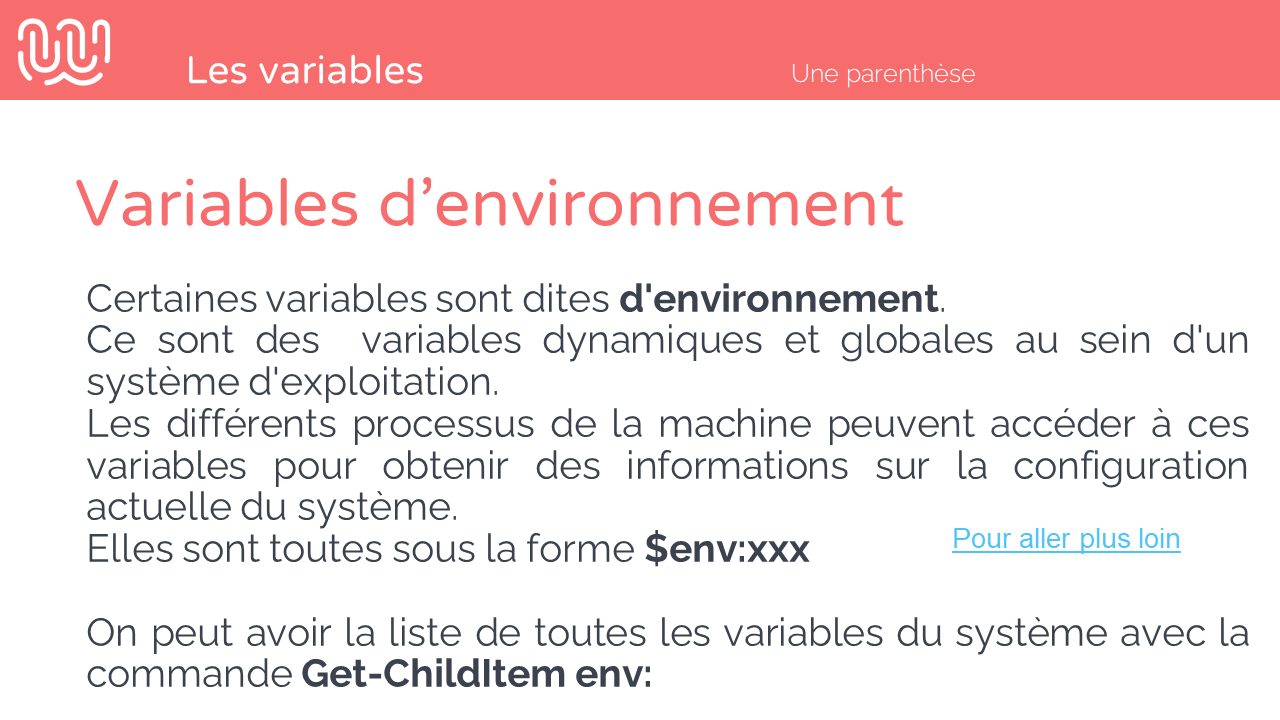 Les variables
Une parenthèse
Variables d’environnement
Certaines variables sont dites d'environnement.
Ce sont des variables dynamiques et globales au sein d'un
système d'exploitation.
Les différents processus de la machine peuvent accéder à ces
variables pour obtenir des informations sur la configuration
actuelle du système.
Elles sont toutes sous la forme $env:xxx
Pour aller plus loin
On peut avoir la liste de toutes les variables du système avec la
commande Get-ChildItem env: